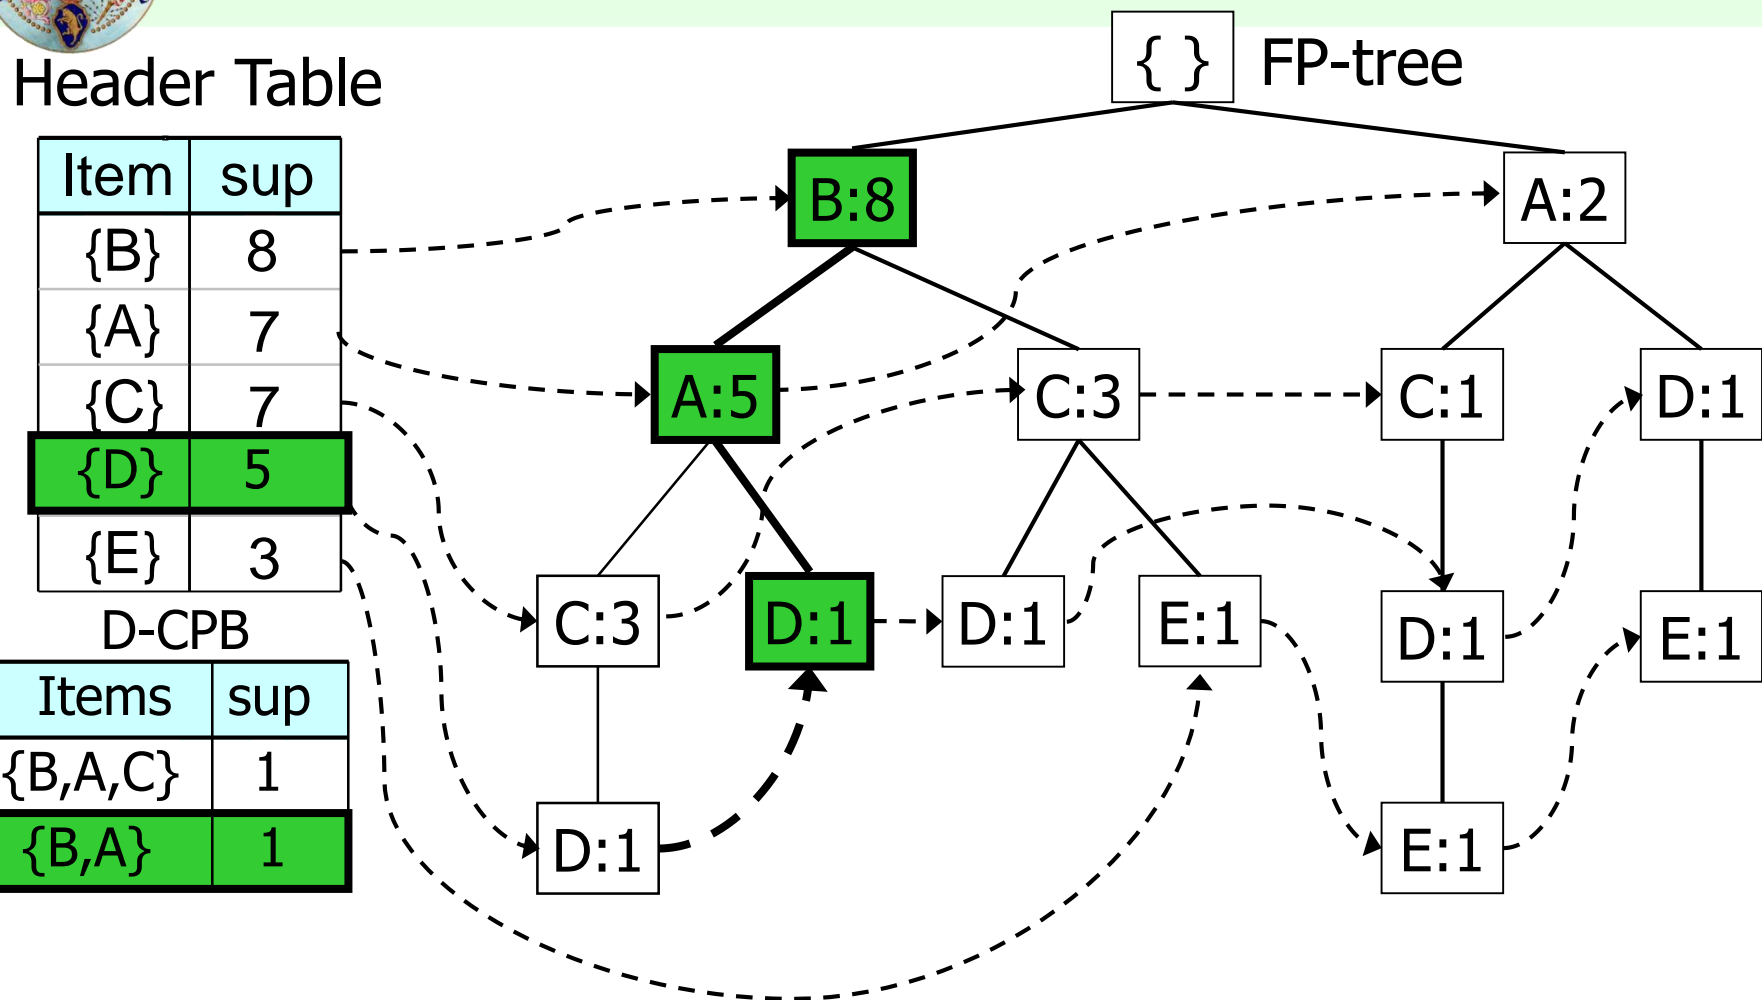 { } FP-tree
Header Table
Item sup
{B} 8
{A} 7
{C} 7
{D} 5
{E} 3
D-CPB
Items sup
{B,A,C} 1
{B,A} 1
B:8 A:2
A:5 C:3 C:1 D:1
C:3 D:1 D:1 E:1 D:1 E:1
D:1 E:1